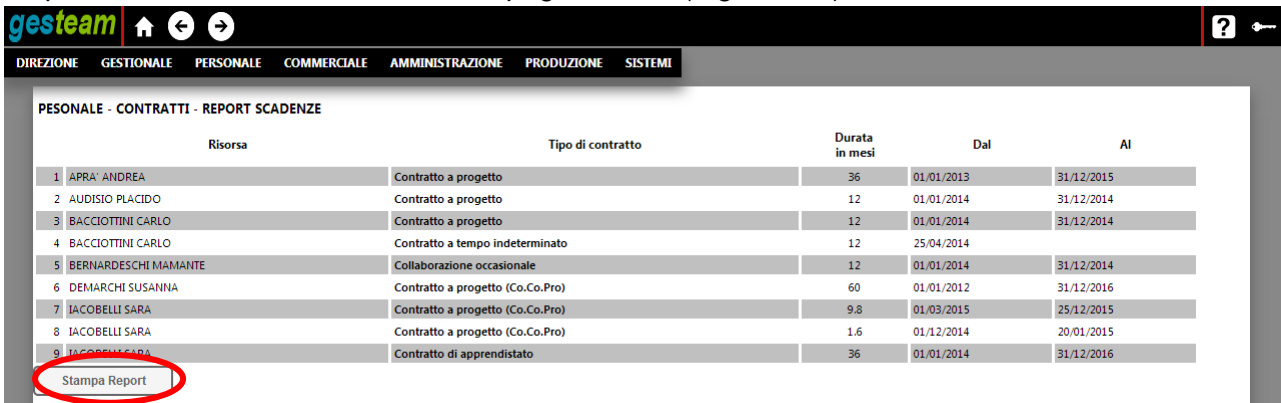 gesteam ?
DIREZIONE GESTIONALE PERSONALE COMMERCIALE AMMINISTRAZIONE PRODUZIONE SISTEMI
PESONALE - CONTRATTI - REPORT SCADENZE
Risorsa Tipo di contratto Durata in mesi Dal Al
1 APRA' ANDREA Contratto a progetto 36 01/01/2013 31/12/2015
2 AUDISIO PLACIDO Contratto a progetto 12 01/01/2014 31/12/2014
3 BACCIOTTINI CARLO Contratto a progetto 12 01/01/2014 31/12/2014
4 BACCIOTTINI CARLO Contratto a tempo indeterminato 12 25/04/2014
5 BERNARDESCHI MAMANTE Collaborazione occasionale 12 01/01/2014 31/12/2014
6 DEMARCHI SUSANNA Contratto a progetto (Co.Co.Pro) 60 01/01/2012 31/12/2016
7 IACOBELLI SARA Contratto a progetto (Co.Co.Pro) 9.8 01/03/2015 25/12/2015
8 IACOBELLI SARA Contratto a progetto (Co.Co.Pro) 1.6 01/12/2014 20/01/2015
9 IACOBELLI SARA Contratto di apprendistato 36 01/01/2014 31/12/2016
Stampa Report